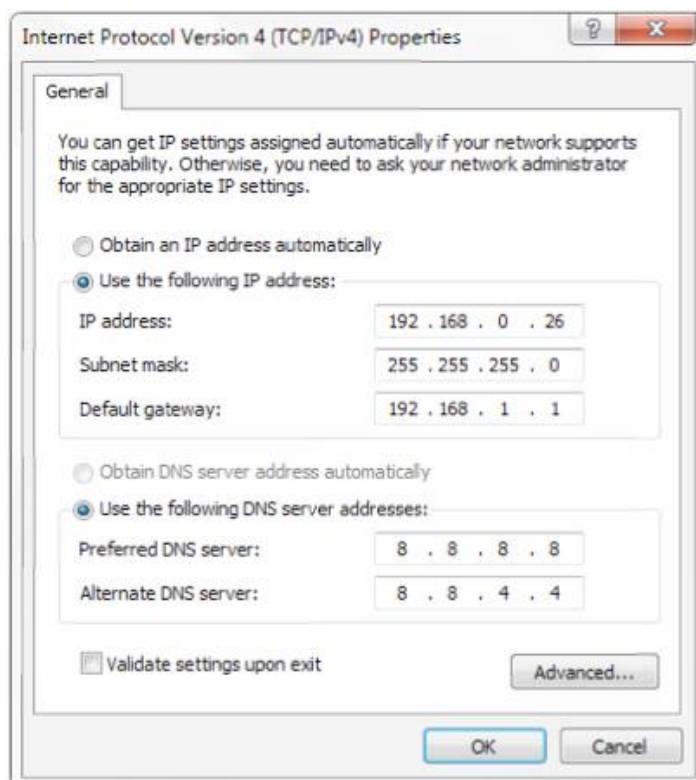 Internet Protocol Version 4 (TCP/IPv4) Properties
General
You can get IP settings assigned automatically if your network supports
this capability. Otherwise, you need to ask your network administrator
for the appropriate IP settings.
Obtain an IP address automatically
Use the following IP address:
IP address: 192 . 168 . 0 . 26
Subnet mask: 255 . 255 . 255 . 0
Default gateway: 192 . 168 . 1 . 1
Obtain DNS server address automatically
Use the following DNS server addresses:
Preferred DNS server: 8 . 8 . 8 . 8
Alternate DNS server: 8 . 8 . 4 . 4
Validate settings upon exit
Advanced...
OK Cancel